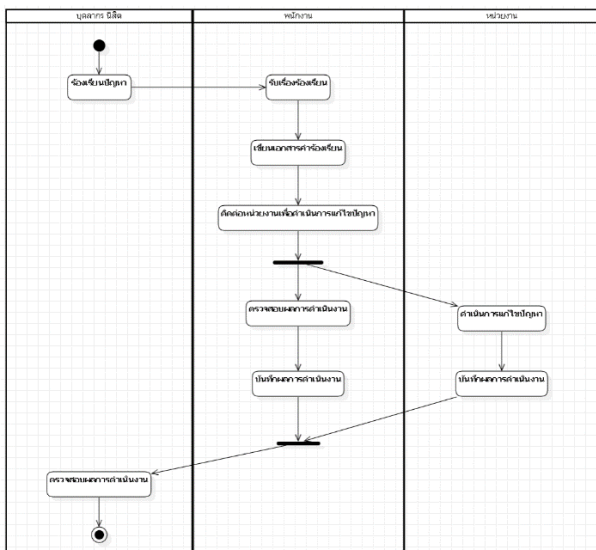 บุคลากร นิสิต
พนักงาน
หน่วยงาน
ร้องเรียนปัญหา
รับเรื่องร้องเรียน
เขียนเอกสารคำร้องเรียน
ติดต่อหน่วยงานเพื่อดำเนินการแก้ไขปัญหา
ตรวจสอบผลการดำเนินงาน
ดำเนินการแก้ไขปัญหา
บันทึกผลการดำเนินงาน
บันทึกผลการดำเนินงาน
ตรวจสอบผลการดำเนินงาน